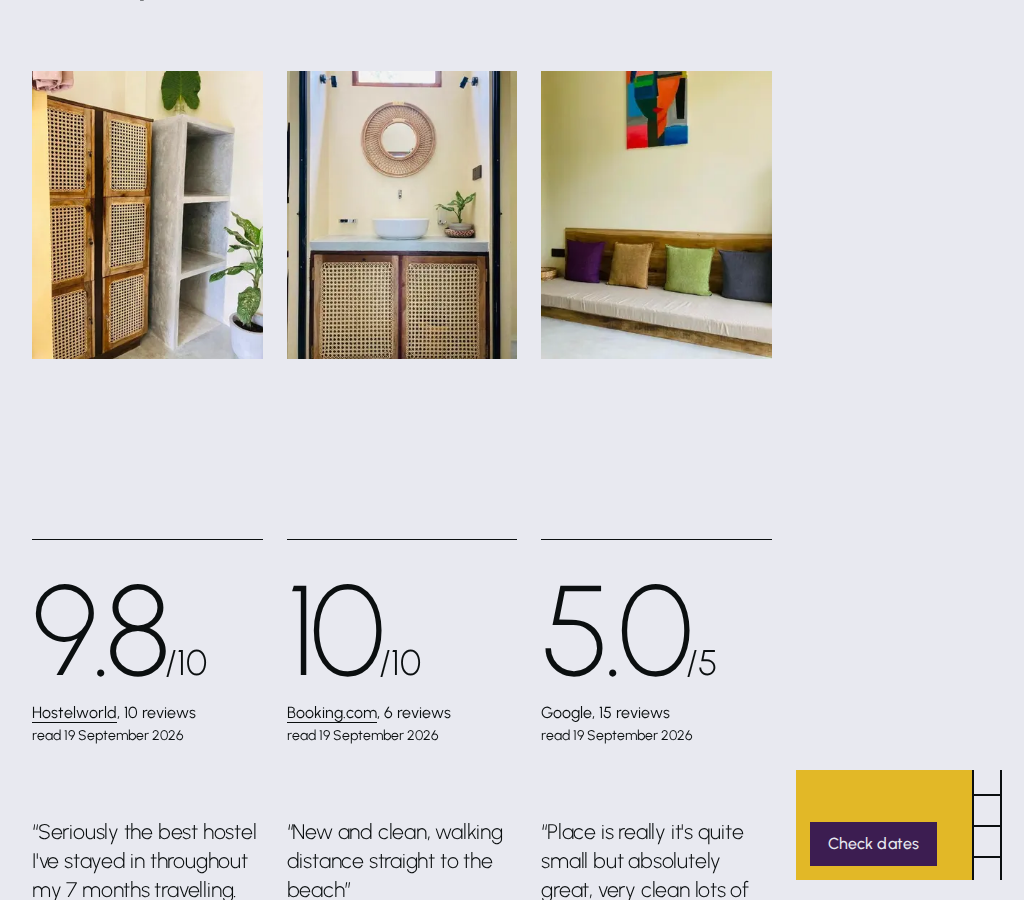 9.8/10
10/10
5.0/5
Hostelworld, 10 reviews
read 19 September 2026
Booking.com, 6 reviews
read 19 September 2026
Google, 15 reviews
read 19 September 2026
“Seriously the best hostel
I've stayed in throughout
my 7 months travelling.
“New and clean, walking
distance straight to the
beach”
“Place is really it's quite
small but absolutely
great, very clean lots of
Check dates